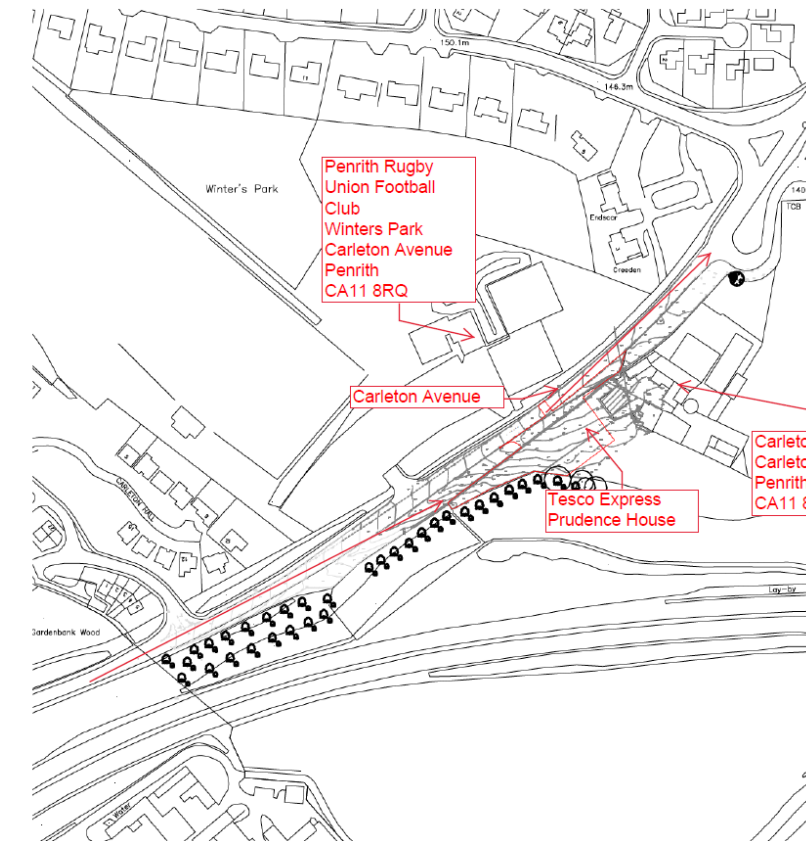 150.1m
146.3m
11
Winter's Park
Penrith Rugby
Union Football
Club
Winters Park
Carleton Avenue
Penrith
CA11 8RQ
Endscar
Creeden
140
TCB
Carleton Avenue
Carleto
Carleto
Penrith
CA11 8
Tesco Express
Prudence House
CARLETON HALL
Gardenbank Wood
Lay-by
Water